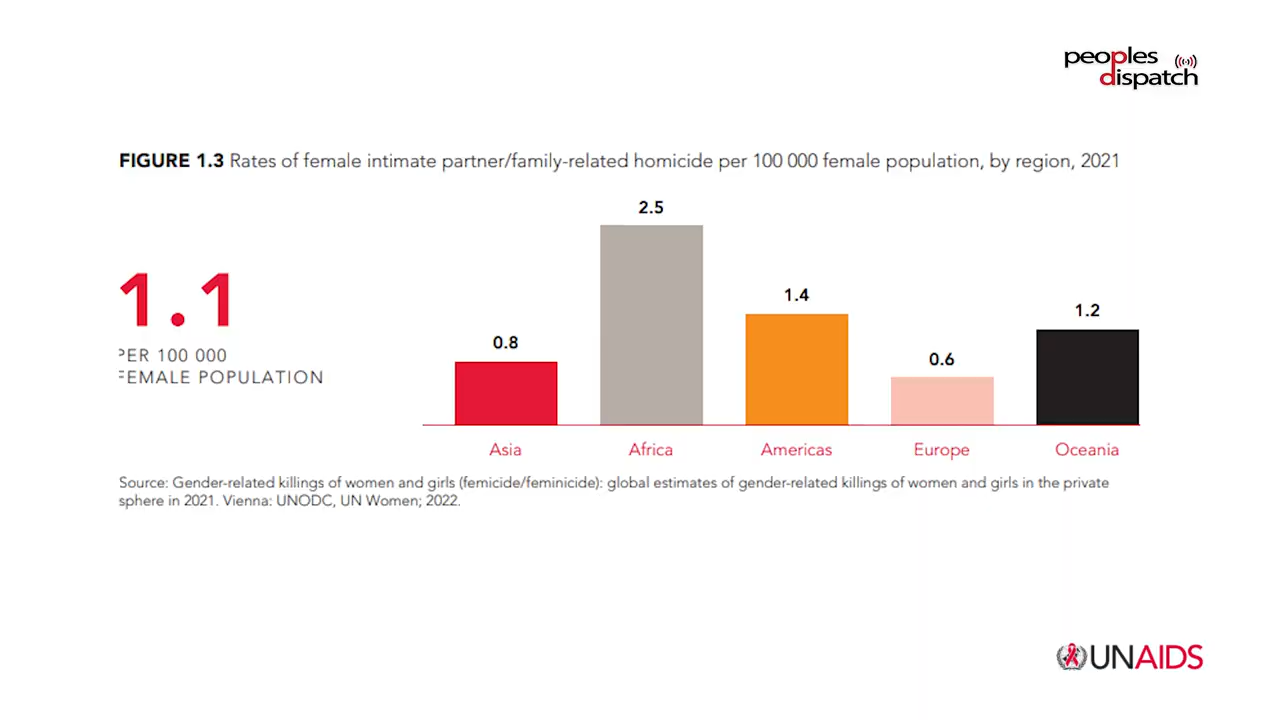 peoples
dispatch
FIGURE 1.3 Rates of female intimate partner/family-related homicide per 100 000 female population, by region, 2021
2.5
1.4
1.2
0.8
0.6
1.1
PER 100 000
FEMALE POPULATION
Asia Africa Americas Europe Oceania
Source: Gender-related killings of women and girls (femicide/feminicide): global estimates of gender-related killings of women and girls in the private
sphere in 2021. Vienna: UNODC, UN Women; 2022.
UNAIDS